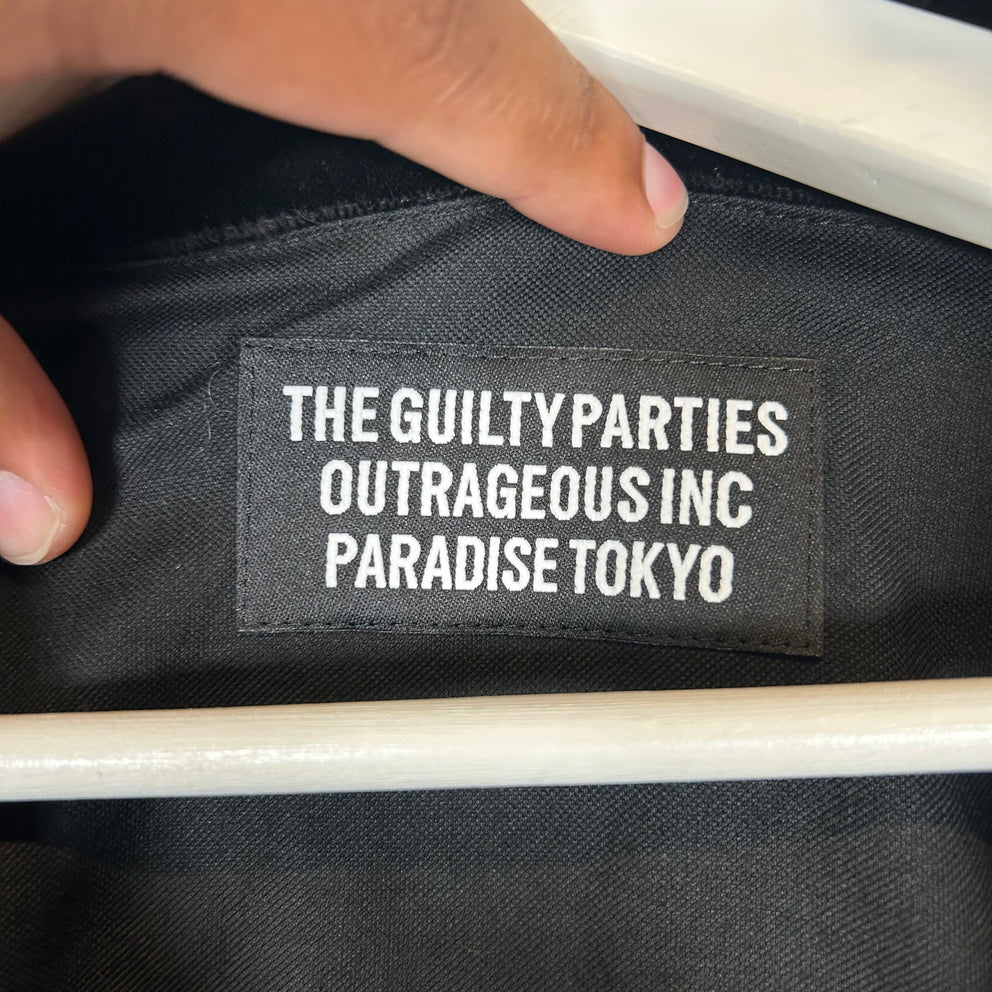 THE GUILTY PARTIES
OUTRAGEOUS INC
PARADISE TOKYO